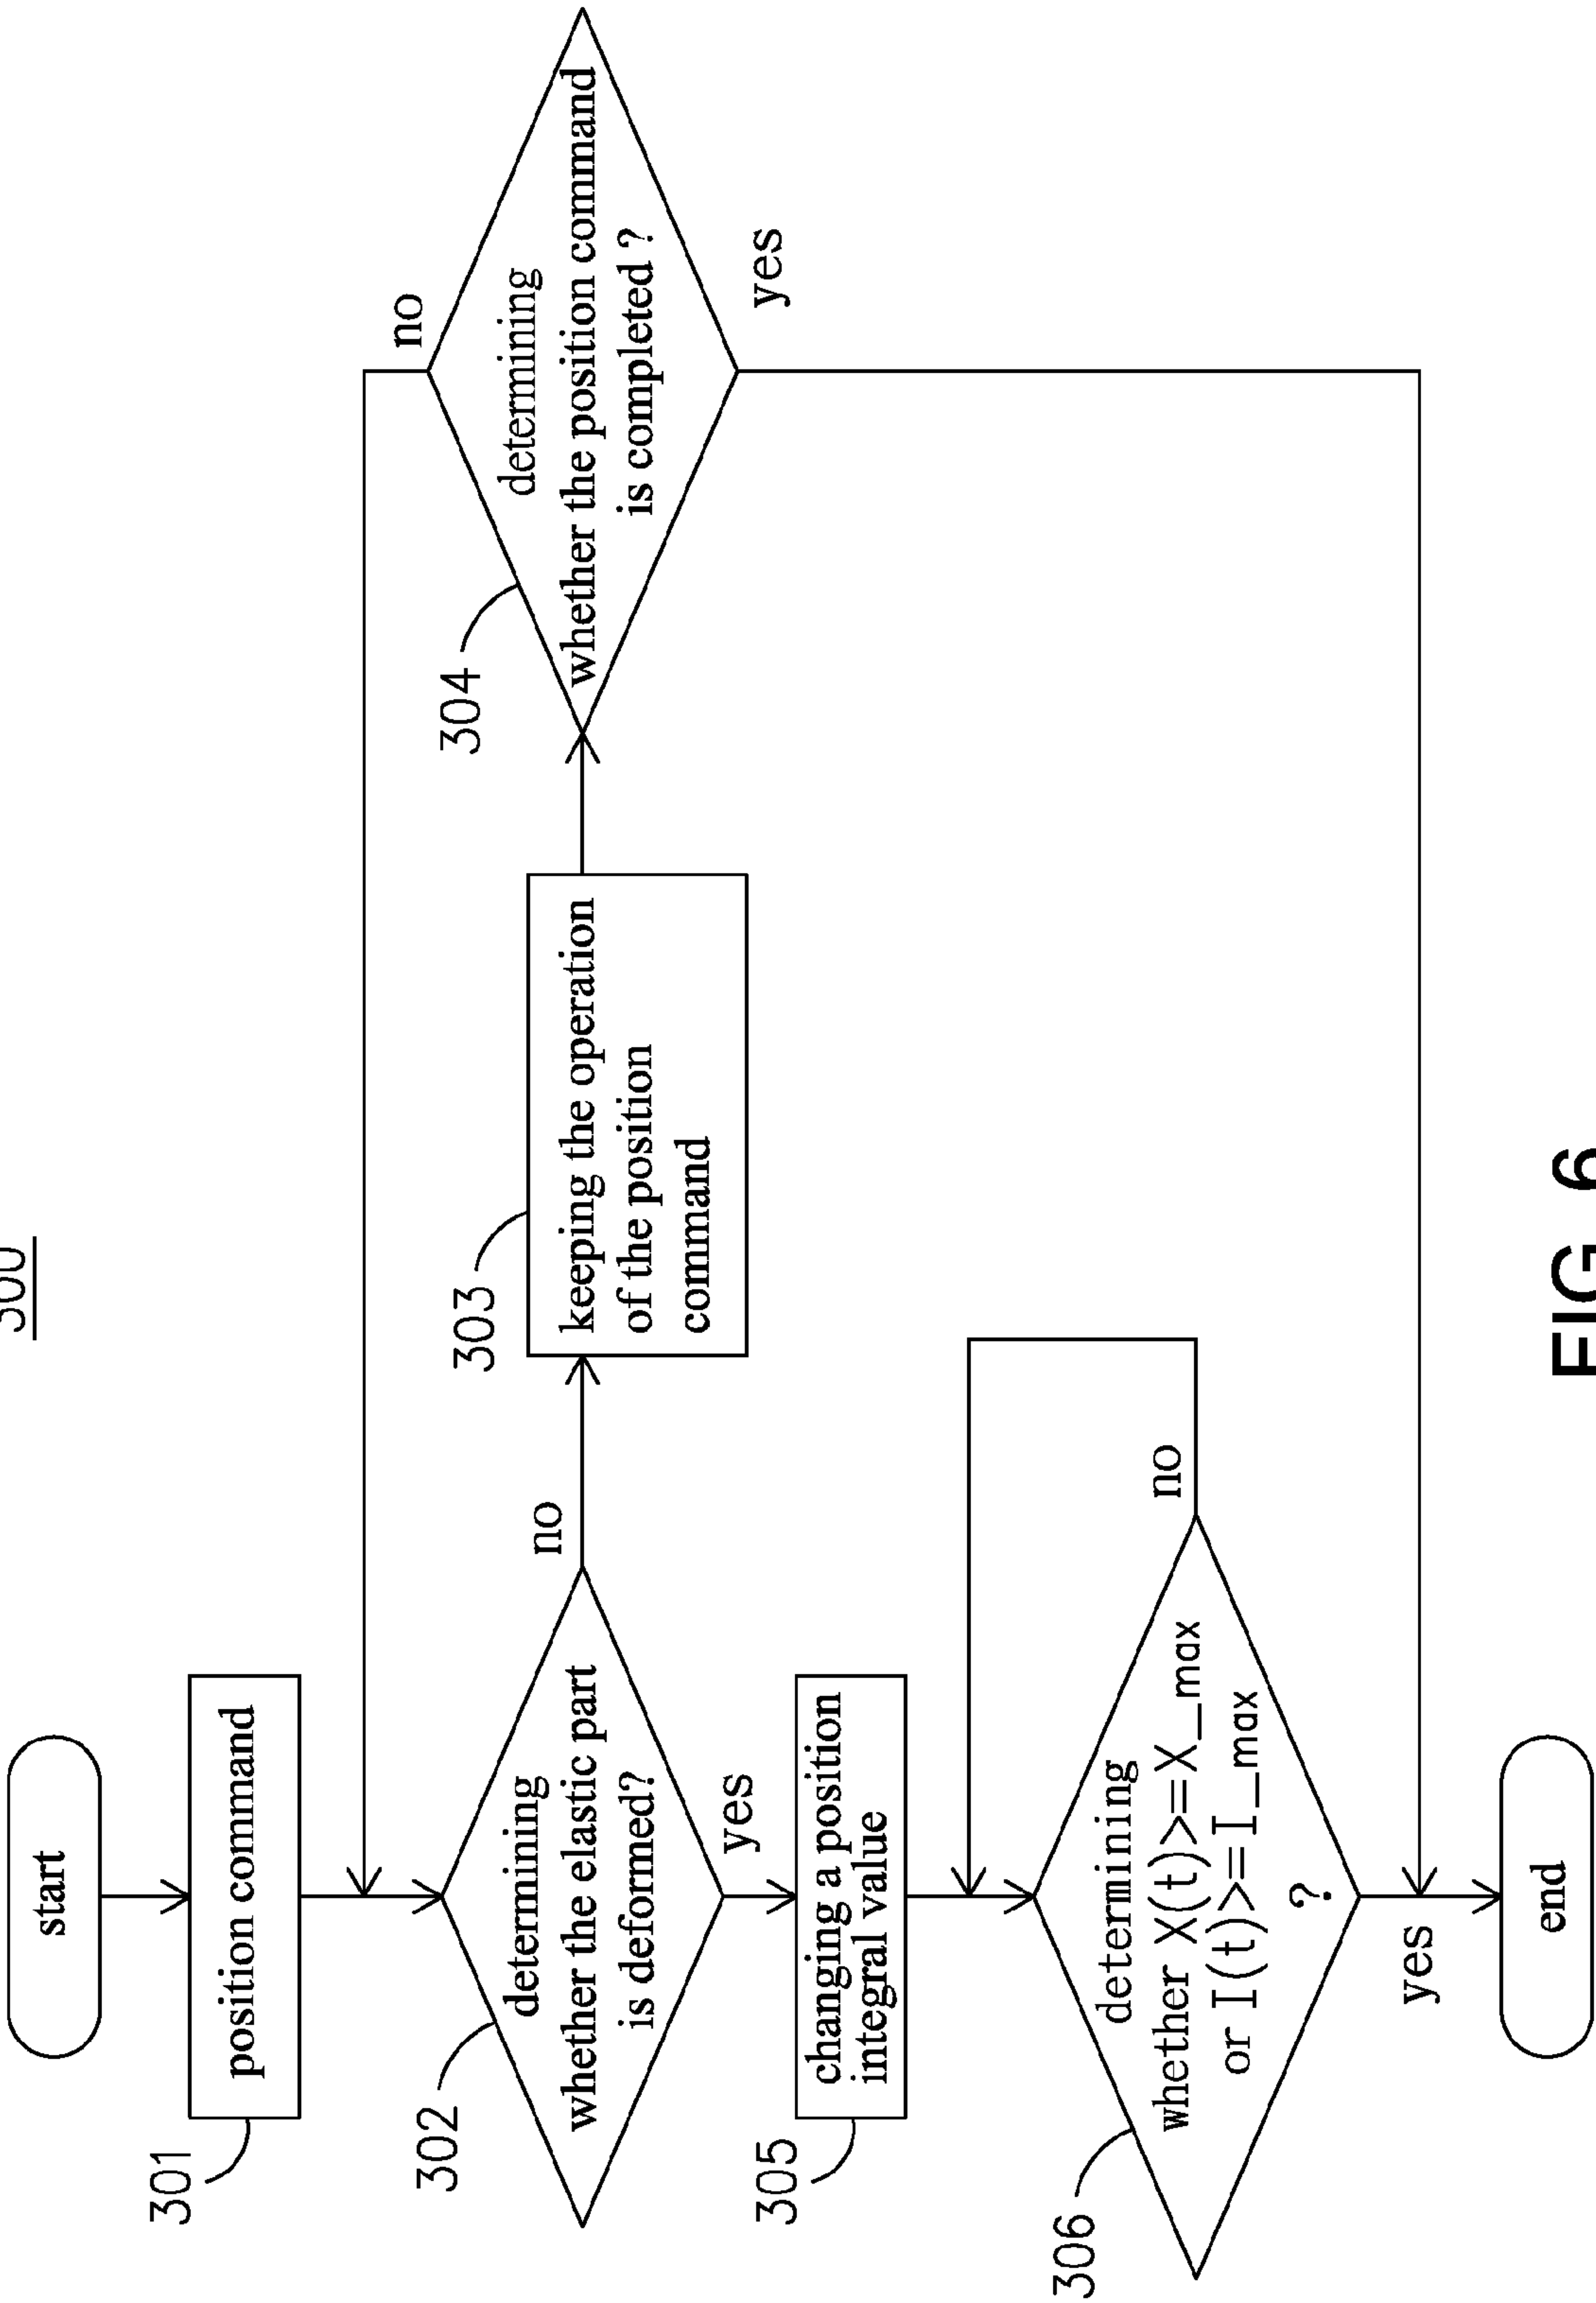 300
start
301
position command
302
determining
whether the elastic part
is deformed?
no
yes
303
keeping the operation
of the position
command
304
determining
whether the position command
is completed ?
no
yes
305
changing a position
integral value
306
determining
whether X(t)>=X_max
or I(t)>=I_max
?
no
yes
end
FIG. 6